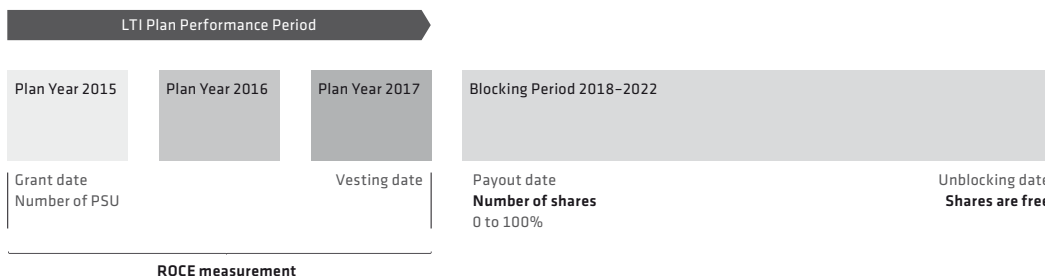 LTI Plan Performance Period
Plan Year 2015
Plan Year 2016
Plan Year 2017
Blocking Period 2018–2022
Grant date
Number of PSU
Vesting date
Payout date
Number of shares
0 to 100%
Unblocking date
Shares are free
ROCE measurement